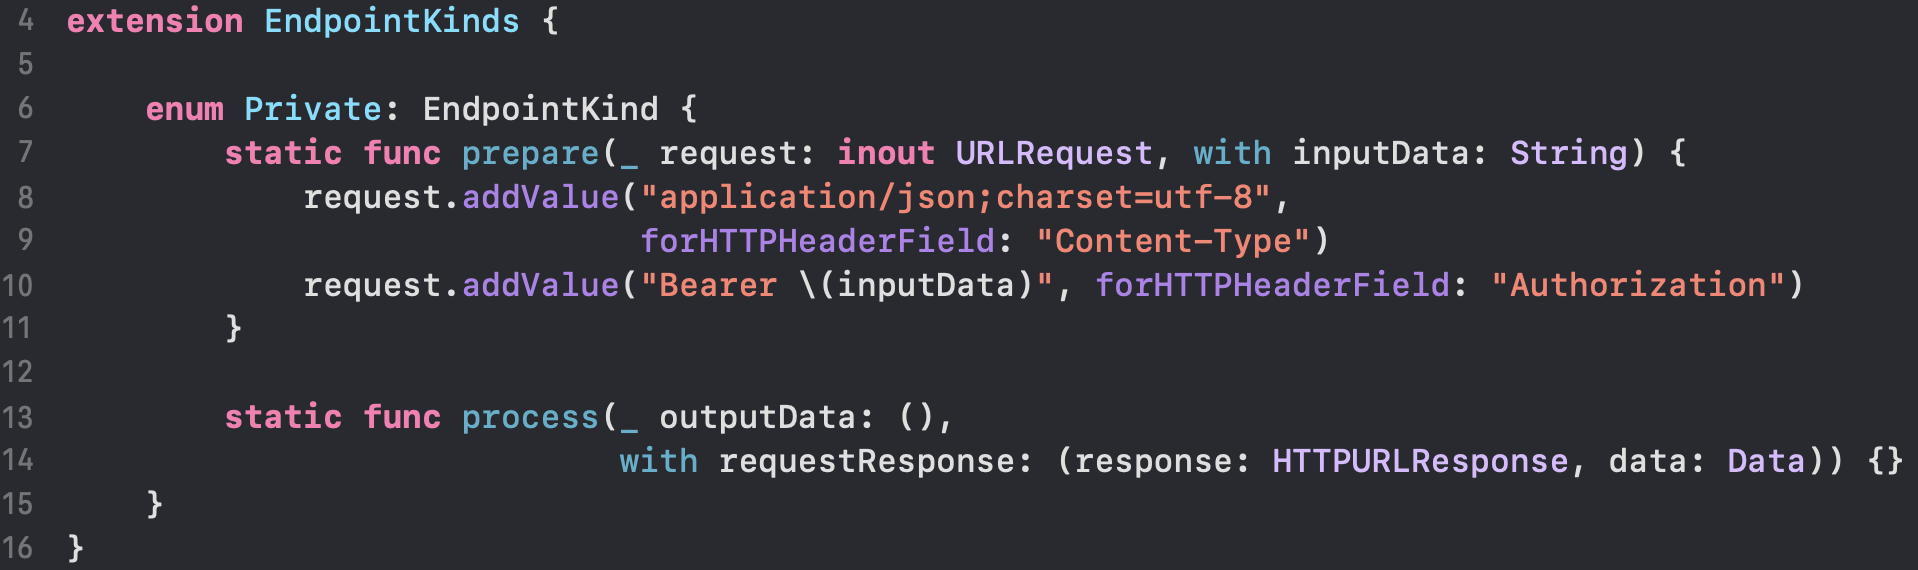 4 extension EndpointKinds {
5
6 enum Private: EndpointKind {
7 static func prepare(_ request: inout URLRequest, with inputData: String) {
8 request.addValue("application/json;charset=utf-8",
9 forHTTPHeaderField: "Content-Type")
10 request.addValue("Bearer \(inputData)", forHTTPHeaderField: "Authorization")
11 }
12
13 static func process(_ outputData: (),
14 with requestResponse: (response: HTTPURLResponse, data: Data)) {}
15 }
16 }